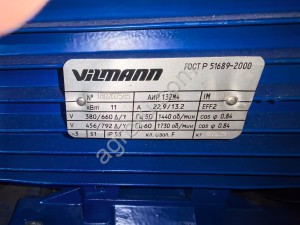 VILMANN ГОСТ Р 51689-2000
№ АИР 132М4 IM
кВт 11 А 22,9/13.2 EFF2
V 380/660 Δ/Y Гц 50 1440 об/мин cos φ 0.84
V 456/792 Δ/Y Гц 60 1730 об/мин cos φ 0.84
~3 S1 IP 55 кл. изол. F